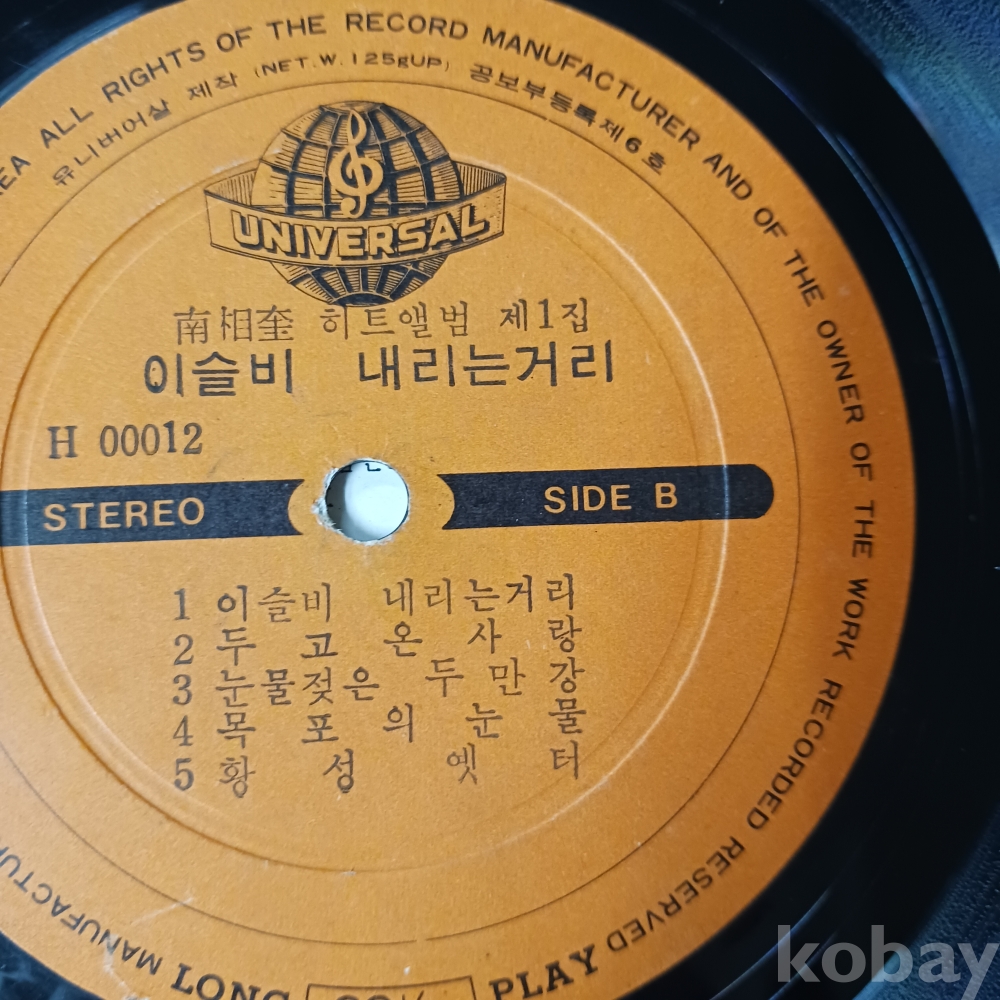 ALL RIGHTS OF THE RECORD MANUFACTURER AND OF THE OWNER OF THE WORK RECORDED RESERVED
유니버어살 제작 (NET.W.125gUP) 공보부등록제6호
UNIVERSAL
南相奎 히트앨범 제1집
이슬비 내리는거리
H 00012
STEREO SIDE B
1 이슬비 내리는거리
2 두고온사랑
3 눈물젖은 두만강
4 목포의눈물
5 황성옛터
LONG PLAY
kobay